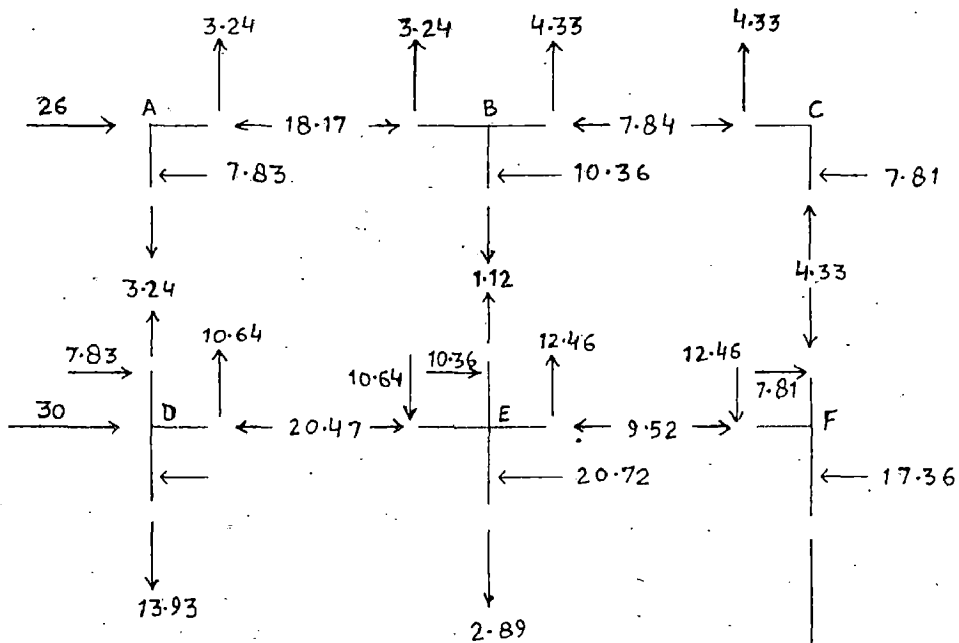 3.24 3.24 4.33 4.33
26 A B C
18.17 7.84
7.83 10.36 7.81
3.24 1.12 4.33
7.83 10.64 10.64 10.36 12.46 12.46 7.81
30 D E F
20.47 9.52
20.72 17.36
13.93 2.89